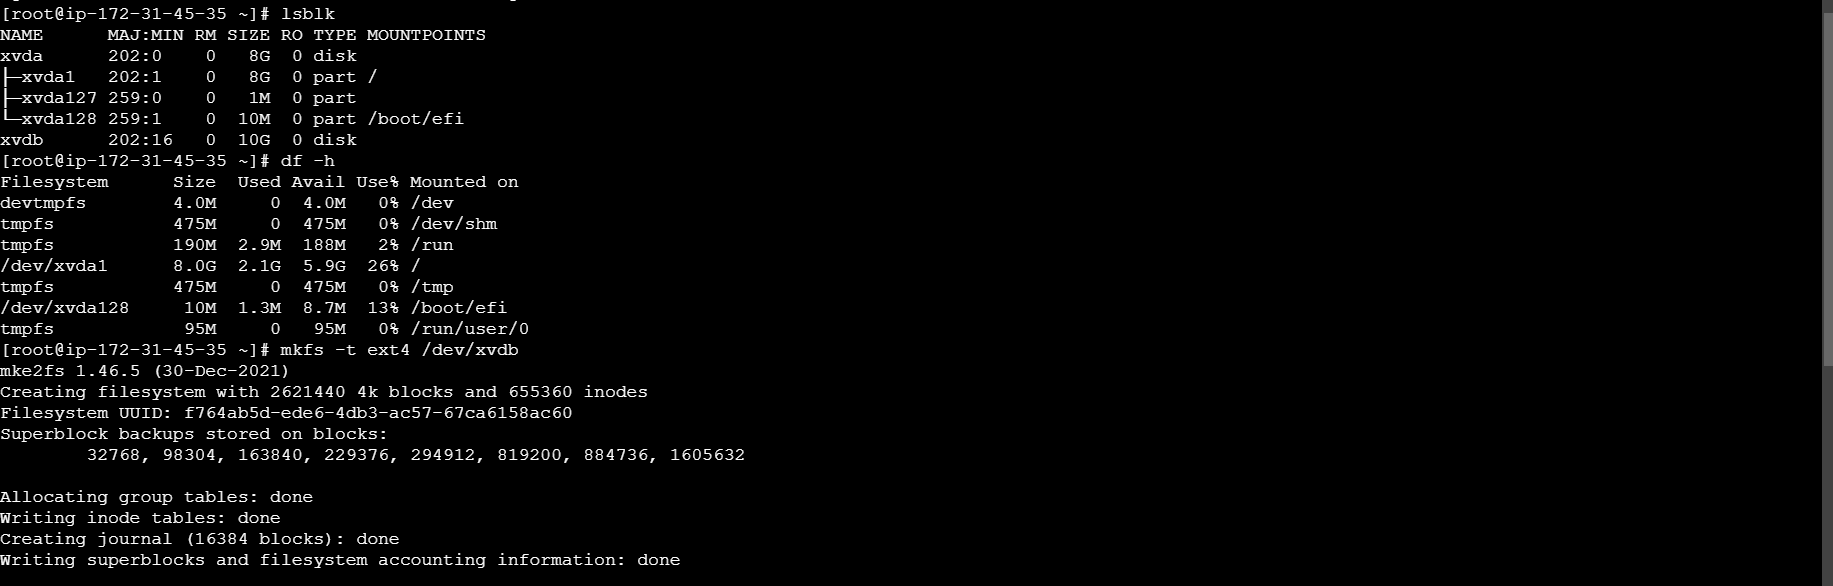 [root@ip-172-31-45-35 ~]# lsblk
NAME      MAJ:MIN RM SIZE RO TYPE MOUNTPOINTS
xvda      202:0    0   8G  0 disk
├─xvda1   202:1    0   8G  0 part /
├─xvda127 259:0    0   1M  0 part
└─xvda128 259:1    0  10M  0 part /boot/efi
xvdb      202:16   0  10G  0 disk
[root@ip-172-31-45-35 ~]# df -h
Filesystem      Size  Used Avail Use% Mounted on
devtmpfs        4.0M     0  4.0M   0% /dev
tmpfs           475M     0  475M   0% /dev/shm
tmpfs           190M  2.9M  188M   2% /run
/dev/xvda1      8.0G  2.1G  5.9G  26% /
tmpfs           475M     0  475M   0% /tmp
/dev/xvda128     10M  1.3M  8.7M  13% /boot/efi
tmpfs            95M     0   95M   0% /run/user/0
[root@ip-172-31-45-35 ~]# mkfs -t ext4 /dev/xvdb
mke2fs 1.46.5 (30-Dec-2021)
Creating filesystem with 2621440 4k blocks and 655360 inodes
Filesystem UUID: f764ab5d-ede6-4db3-ac57-67ca6158ac60
Superblock backups stored on blocks:
        32768, 98304, 163840, 229376, 294912, 819200, 884736, 1605632
Allocating group tables: done
Writing inode tables: done
Creating journal (16384 blocks): done
Writing superblocks and filesystem accounting information: done